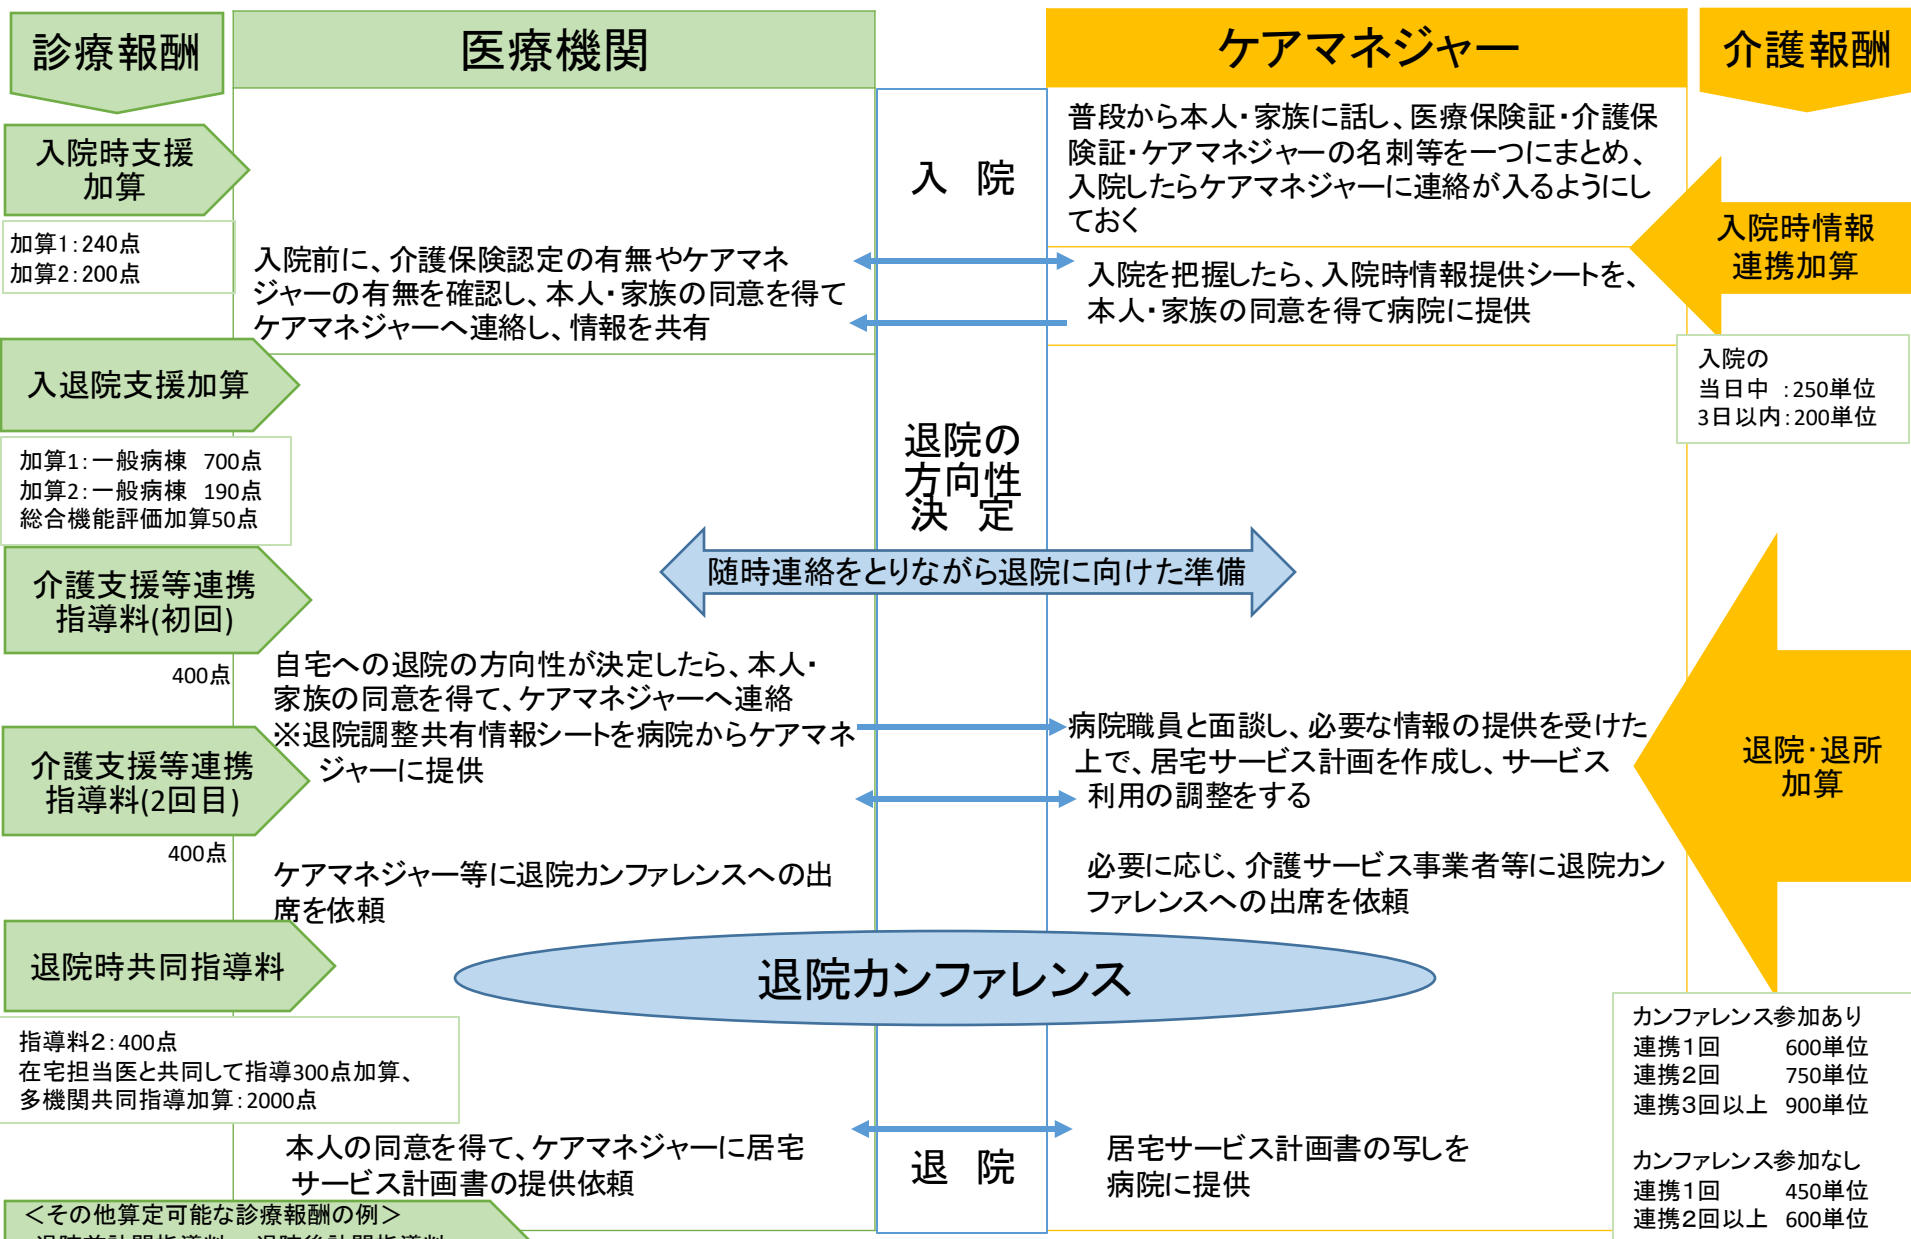 診療報酬
医療機関
ケアマネジャー
介護報酬
入院時支援
加算
加算1：240点
加算2：200点
入退院支援加算
加算1：一般病棟 700点
加算2：一般病棟 190点
総合機能評価加算50点
介護支援等連携
指導料(初回)
400点
介護支援等連携
指導料(2回目)
400点
退院時共同指導料
指導料２：400点
在宅担当医と共同して指導300点加算、
多機関共同指導加算：2000点
＜その他算定可能な診療報酬の例＞
入院前に、介護保険認定の有無やケアマネ
ジャーの有無を確認し、本人・家族の同意を得て
ケアマネジャーへ連絡し、情報を共有
自宅への退院の方向性が決定したら、本人・
家族の同意を得て、ケアマネジャーへ連絡
※退院調整共有情報シートを病院からケアマネ
ジャーに提供
ケアマネジャー等に退院カンファレンスへの出
席を依頼
本人の同意を得て、ケアマネジャーに居宅
サービス計画書の提供依頼
入 院
退院の
方向性
決 定
随時連絡をとりながら退院に向けた準備
退院カンファレンス
退 院
普段から本人・家族に話し、医療保険証・介護保
険証・ケアマネジャーの名刺等を一つにまとめ、
入院したらケアマネジャーに連絡が入るようにし
ておく
入院を把握したら、入院時情報提供シートを、
本人・家族の同意を得て病院に提供
病院職員と面談し、必要な情報の提供を受けた
上で、居宅サービス計画を作成し、サービス
利用の調整をする
必要に応じ、介護サービス事業者等に退院カン
ファレンスへの出席を依頼
居宅サービス計画書の写しを
病院に提供
入院時情報
連携加算
入院の
当日中 ：250単位
3日以内：200単位
退院・退所
加算
カンファレンス参加あり
連携１回 600単位
連携２回 750単位
連携３回以上 900単位
カンファレンス参加なし
連携１回 450単位
連携２回以上 600単位